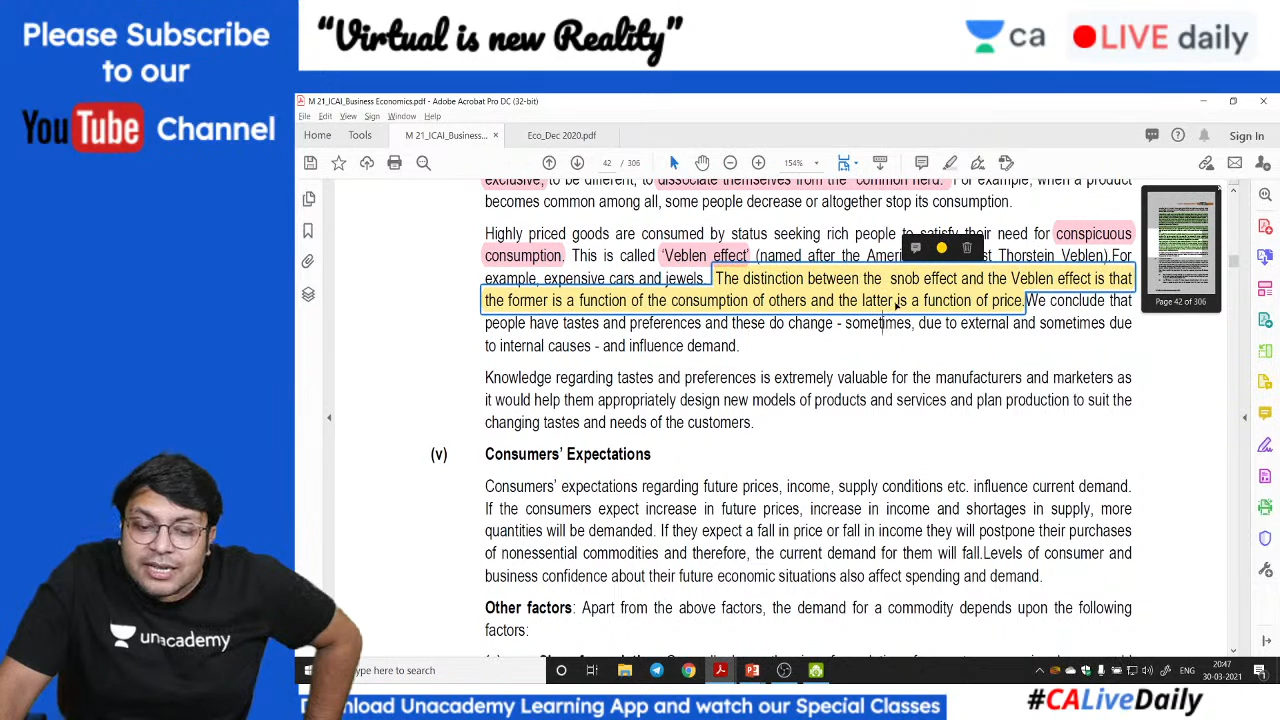 Please Subscribe
to our
YouTube Channel
“Virtual is new Reality”
ca
LIVE daily
M 21_ICAI_Business Economics.pdf - Adobe Acrobat Pro DC (32-bit)
File Edit View Sign Window Help
Home Tools M 21_ICAI_Business... × Eco_Dec 2020.pdf Sign In
42 / 306 154%
exclusive, to be different, to dissociate themselves from the “common herd.” For example, when a product
becomes common among all, some people decrease or altogether stop its consumption.
Highly priced goods are consumed by status seeking rich people to satisfy their need for conspicuous
consumption. This is called ‘Veblen effect’ (named after the Thorstein Veblen).For
example, expensive cars and jewels. The distinction between the snob effect and the Veblen effect is that
the former is a function of the consumption of others and the latter is a function of price.We conclude that
people have tastes and preferences and these do change - sometimes, due to external and sometimes due
to internal causes - and influence demand.
Page 42 of 306
Knowledge regarding tastes and preferences is extremely valuable for the manufacturers and marketers as
it would help them appropriately design new models of products and services and plan production to suit the
changing tastes and needs of the customers.
(v) Consumers’ Expectations
Consumers’ expectations regarding future prices, income, supply conditions etc. influence current demand.
If the consumers expect increase in future prices, increase in income and shortages in supply, more
quantities will be demanded. If they expect a fall in price or fall in income they will postpone their purchases
of nonessential commodities and therefore, the current demand for them will fall.Levels of consumer and
business confidence about their future economic situations also affect spending and demand.
Other factors: Apart from the above factors, the demand for a commodity depends upon the following
factors:
unacademy
ype here to search
ENG
20:47
30-03-2021
ownload Unacademy Learning App and watch our Special Classes
#CALiveDaily